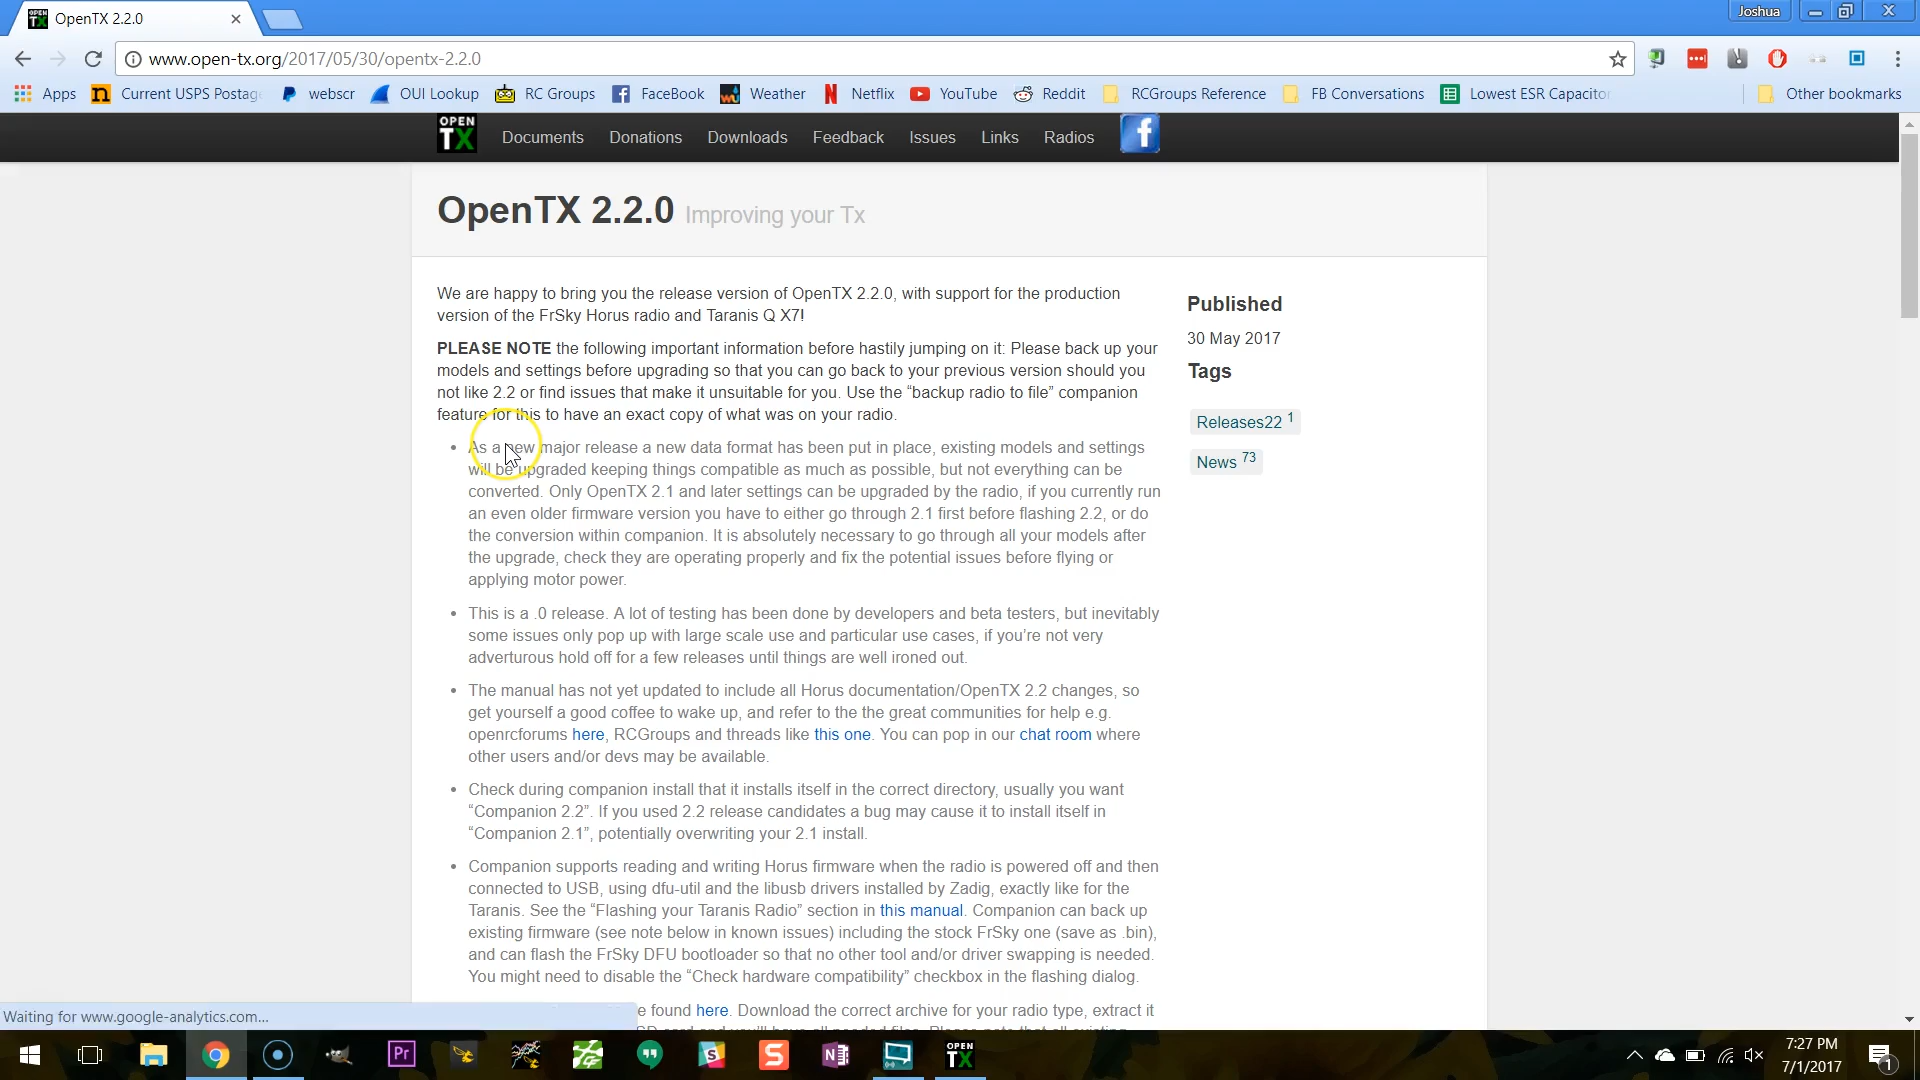 OpenTX 2.2.0
Joshua
www.open-tx.org/2017/05/30/opentx-2.2.0
Apps
Current USPS Postag
webscr
OUI Lookup
RC Groups
FaceBook
Weather
Netflix
YouTube
Reddit
RCGroups Reference
FB Conversations
Lowest ESR Capacitor
Other bookmarks
OPEN
TX
Documents
Donations
Downloads
Feedback
Issues
Links
Radios
OpenTX 2.2.0 Improving your Tx
We are happy to bring you the release version of OpenTX 2.2.0, with support for the production
version of the FrSky Horus radio and Taranis Q X7!
PLEASE NOTE the following important information before hastily jumping on it: Please back up your
models and settings before upgrading so that you can go back to your previous version should you
not like 2.2 or find issues that make it unsuitable for you. Use the “backup radio to file” companion
feature for this to have an exact copy of what was on your radio.
• As a new major release a new data format has been put in place, existing models and settings
will be upgraded keeping things compatible as much as possible, but not everything can be
converted. Only OpenTX 2.1 and later settings can be upgraded by the radio, if you currently run
an even older firmware version you have to either go through 2.1 first before flashing 2.2, or do
the conversion within companion. It is absolutely necessary to go through all your models after
the upgrade, check they are operating properly and fix the potential issues before flying or
applying motor power.
• This is a .0 release. A lot of testing has been done by developers and beta testers, but inevitably
some issues only pop up with large scale use and particular use cases, if you’re not very
adverturous hold off for a few releases until things are well ironed out.
• The manual has not yet updated to include all Horus documentation/OpenTX 2.2 changes, so
get yourself a good coffee to wake up, and refer to the the great communities for help e.g.
openrcforums here, RCGroups and threads like this one. You can pop in our chat room where
other users and/or devs may be available.
• Check during companion install that it installs itself in the correct directory, usually you want
“Companion 2.2”. If you used 2.2 release candidates a bug may cause it to install itself in
“Companion 2.1”, potentially overwriting your 2.1 install.
• Companion supports reading and writing Horus firmware when the radio is powered off and then
connected to USB, using dfu-util and the libusb drivers installed by Zadig, exactly like for the
Taranis. See the “Flashing your Taranis Radio” section in this manual. Companion can back up
existing firmware (see note below in known issues) including the stock FrSky one (save as .bin),
and can flash the FrSky DFU bootloader so that no other tool and/or driver swapping is needed.
You might need to disable the “Check hardware compatibility” checkbox in the flashing dialog.
e found here. Download the correct archive for your radio type, extract it
Published
30 May 2017
Tags
Releases22 1
News 73
Waiting for www.google-analytics.com...
Pr
OPEN
TX
7:27 PM
7/1/2017
1